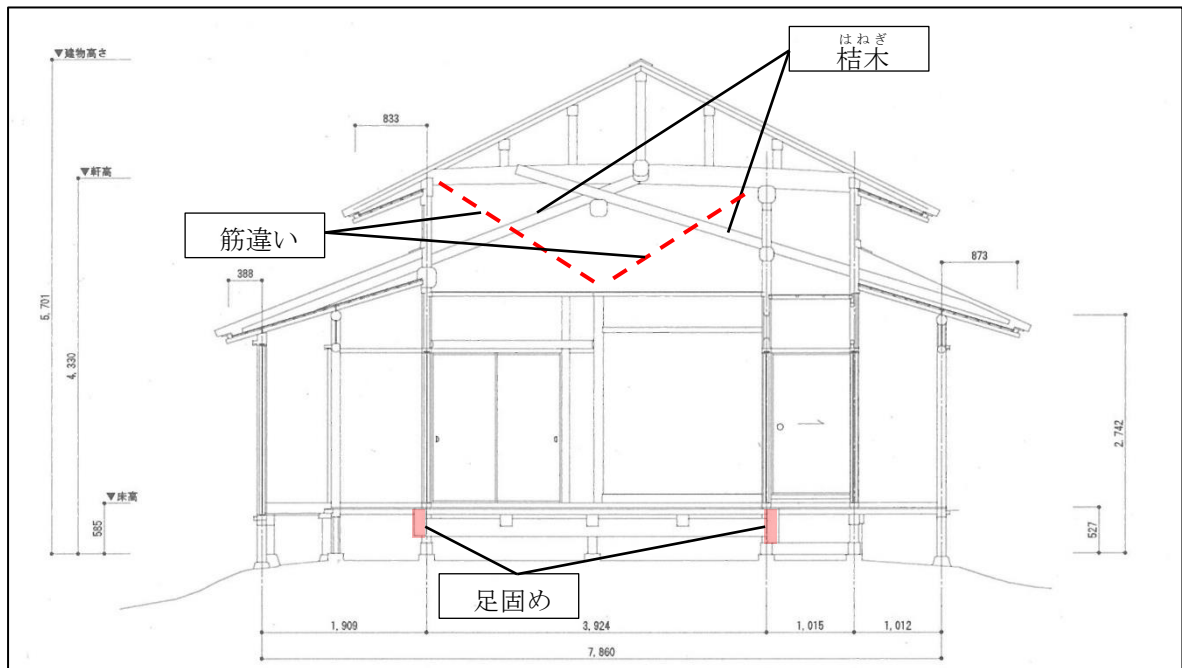 はねぎ
桔木
▼建物高さ
833
▼軒高
筋違い
388
873
5,701
4,330
2,742
▼床高
585
527
足固め
1,909
3,924
1,015
1,012
7,860